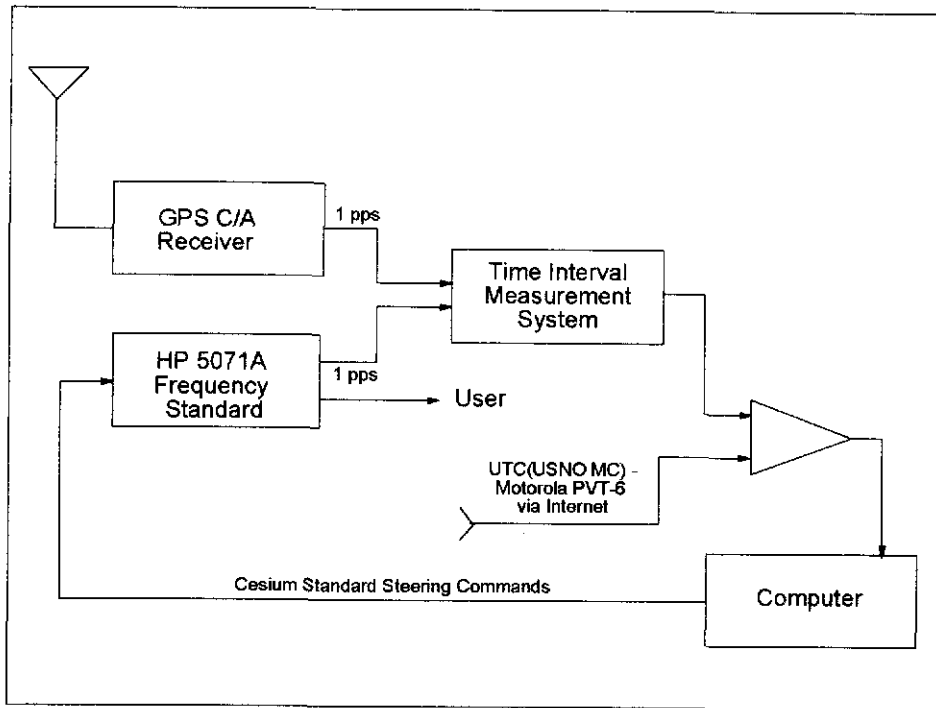 GPS C/A
Receiver
1 pps
Time Interval
Measurement
System
HP 5071A
Frequency
Standard
1 pps
User
UTC(USNO MC) -
Motorola PVT-6
via Internet
Cesium Standard Steering Commands
Computer